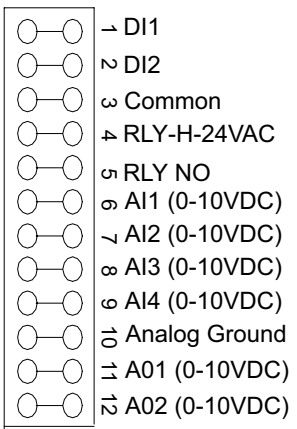 1 DI1
2 DI2
3 Common
4 RLY-H-24VAC
5 RLY NO
6 AI1 (0-10VDC)
7 AI2 (0-10VDC)
8 AI3 (0-10VDC)
9 AI4 (0-10VDC)
10 Analog Ground
11 A01 (0-10VDC)
12 A02 (0-10VDC)